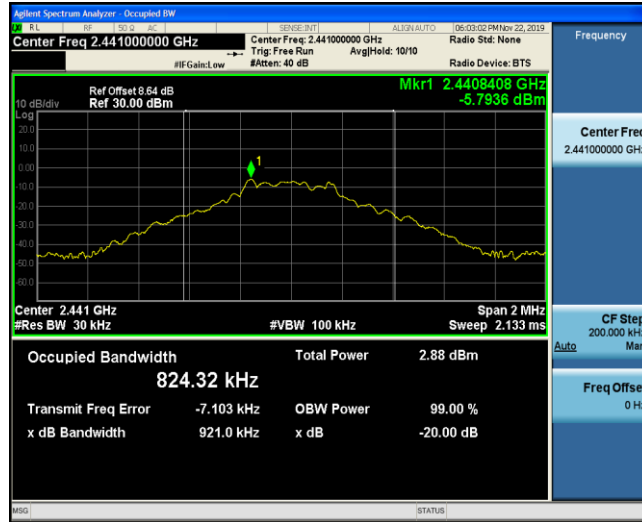 Agilent Spectrum Analyzer - Occupied BW
RL RF 50 Ω AC SENSE:INT ALIGN AUTO 06:03:02 PM Nov 22, 2019
Center Freq 2.441000000 GHz
Center Freq: 2.441000000 GHz
Radio Std: None
Trig: Free Run Avg|Hold: 10/10
#IFGain:Low
#Atten: 40 dB
Radio Device: BTS
Frequency
Mkr1 2.4408408 GHz
-5.7936 dBm
Ref Offset 8.64 dB
10 dB/div Ref 30.00 dBm
Log
20.0
10.0
0.00
-10.0
-20.0
-30.0
-40.0
-50.0
-60.0
1
Center 2.441 GHz
Span 2 MHz
#Res BW 30 kHz
#VBW 100 kHz
Sweep 2.133 ms
Occupied Bandwidth
824.32 kHz
Total Power 2.88 dBm
Transmit Freq Error -7.103 kHz
OBW Power 99.00 %
x dB Bandwidth 921.0 kHz
x dB -20.00 dB
Center Freq
2.441000000 GHz
CF Step
200.000 kHz
Auto Man
Freq Offset
0 Hz
MSG
STATUS